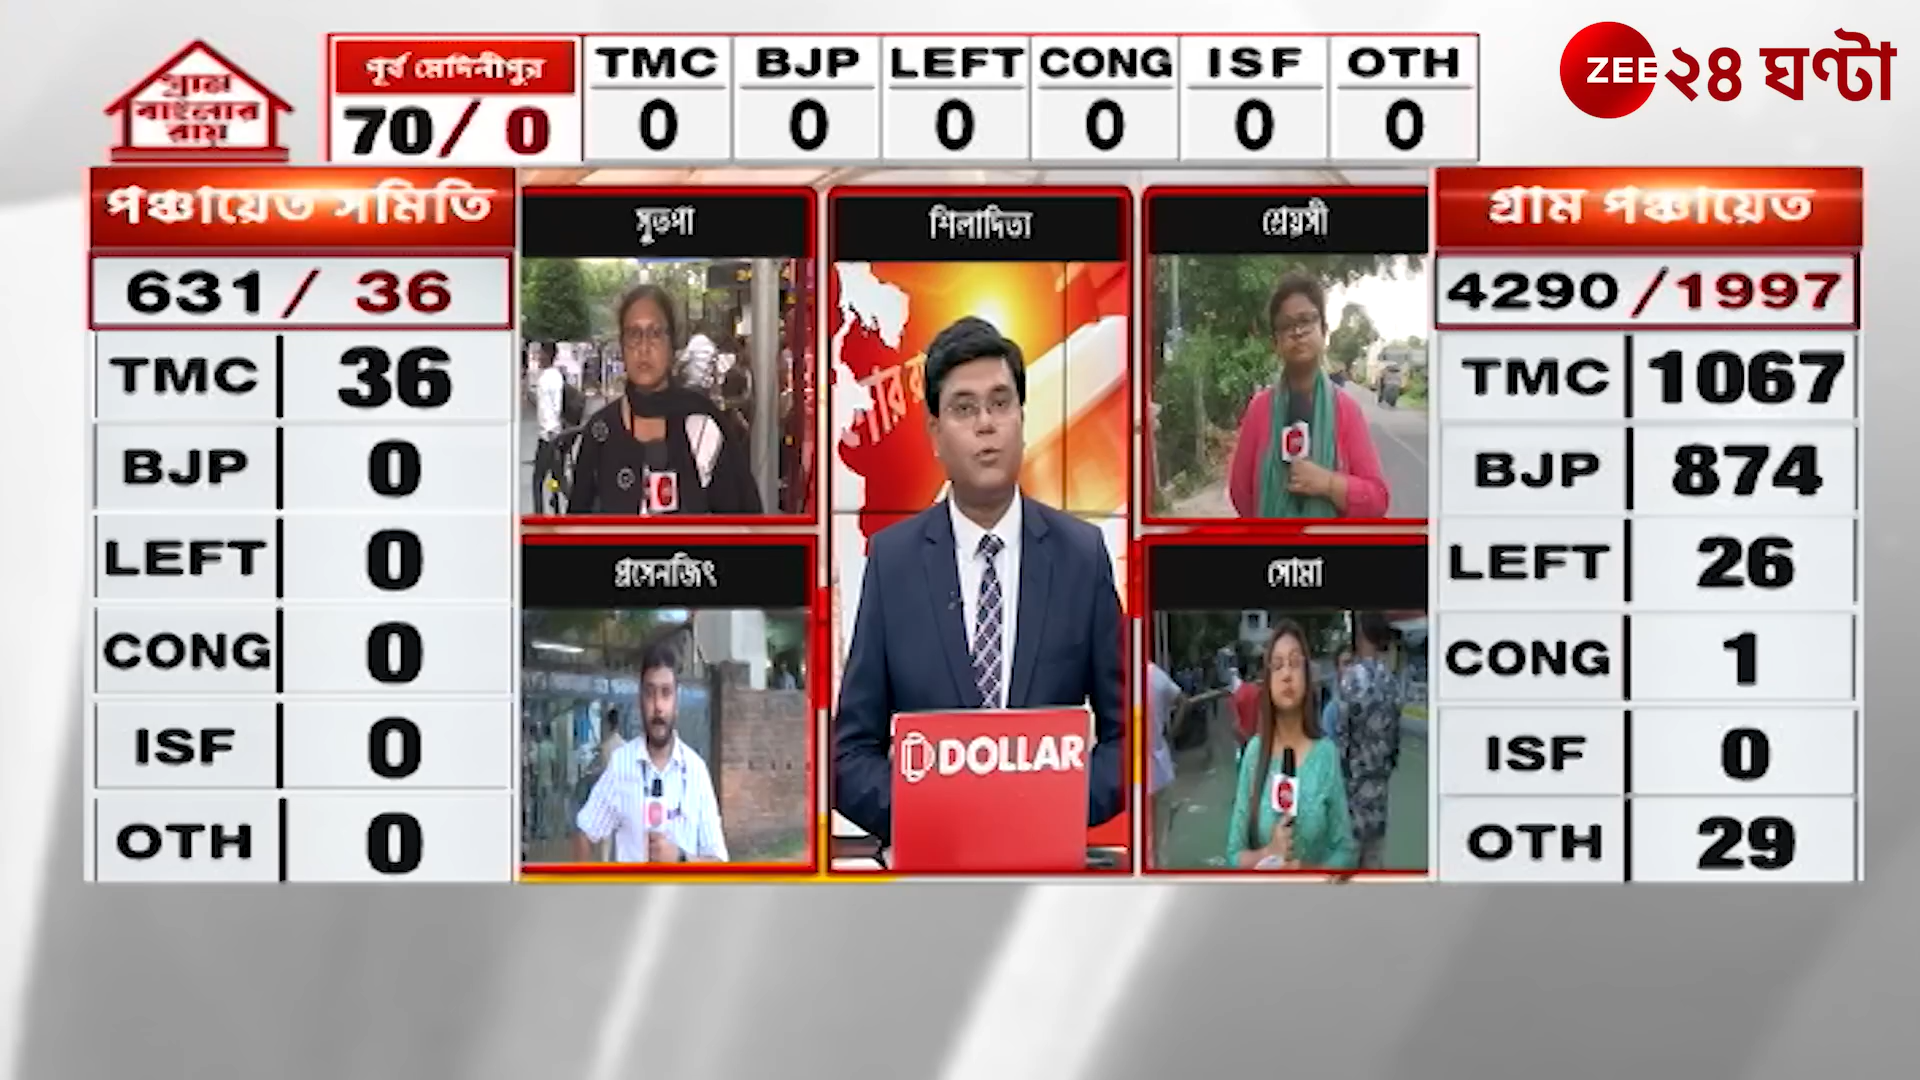 গ্রাম
বাংলার
রায়
পূর্ব মেদিনীপুর
70/ 0
TMC BJP LEFT CONG ISF OTH
0 0 0 0 0 0
ZEE ২৪ ঘণ্টা
পঞ্চায়েত সমিতি
631/ 36
TMC 36
BJP 0
LEFT 0
CONG 0
ISF 0
OTH 0
সুতপা
শিলাদিত্য
শ্রেয়সী
প্রসেনজিৎ
সোমা
DOLLAR
গ্রাম পঞ্চায়েত
4290/1997
TMC 1067
BJP 874
LEFT 26
CONG 1
ISF 0
OTH 29